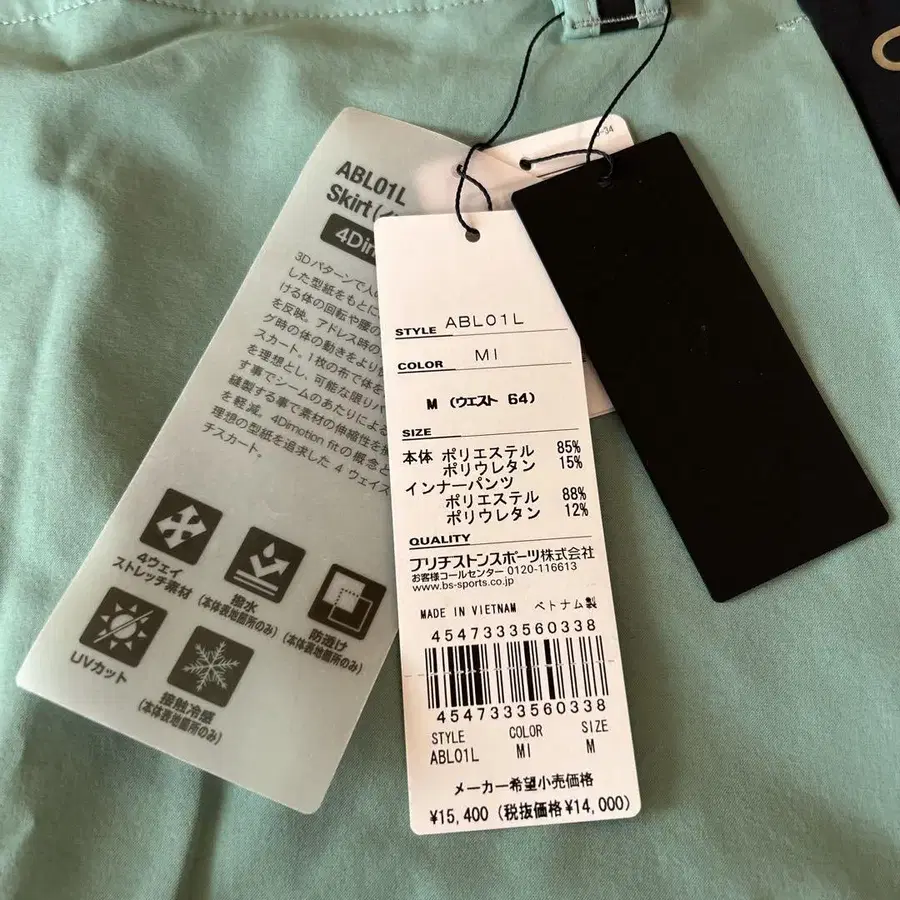 ABL01L
Skirt(
4Di
3Dパターンで人
した型紙をもとに
ける体の回転や腰の
を反映。アドレス時の
グ時の体の動きをより
スカート。1枚の布で体を
を理想とし、可能な限りパ
す事でシームのあたりによる
縫製する事で素材の伸縮性を
を軽減。4Dimotion fitの概念と
理想の型紙を追求した 4 ウェイス
チスカート。
4ウェイ
ストレッチ素材
撥水
(本体表地箇所のみ)
防透け
(本体表地箇所のみ)
UVカット
接触冷感
(本体表地箇所のみ)
-34
STYLE ABL01L
COLOR MI
M (ウエスト 64)
SIZE
本体 ポリエステル 85%
ポリウレタン 15%
インナーパンツ
ポリエステル 88%
ポリウレタン 12%
QUALITY
ブリヂストンスポーツ株式会社
お客様コールセンター 0120-116613
www.bs-sports.co.jp
MADE IN VIETNAM ベトナム製
4547333560338
4547333560338
STYLE COLOR SIZE
ABL01L MI M
メーカー希望小売価格
¥15,400 (税抜価格¥14,000)